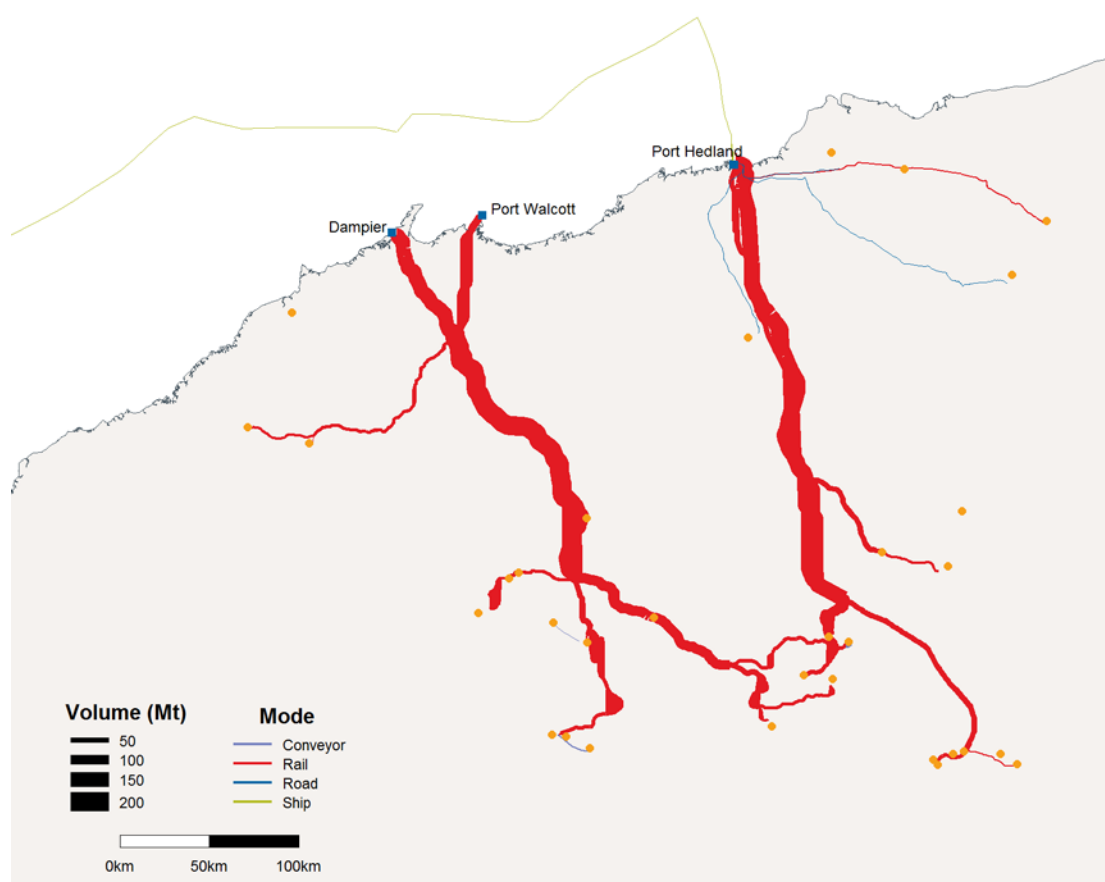 Port Hedland
Port Walcott
Dampier
Volume (Mt)
50
100
150
200
Mode
Conveyor
Rail
Road
Ship
0km
50km
100km